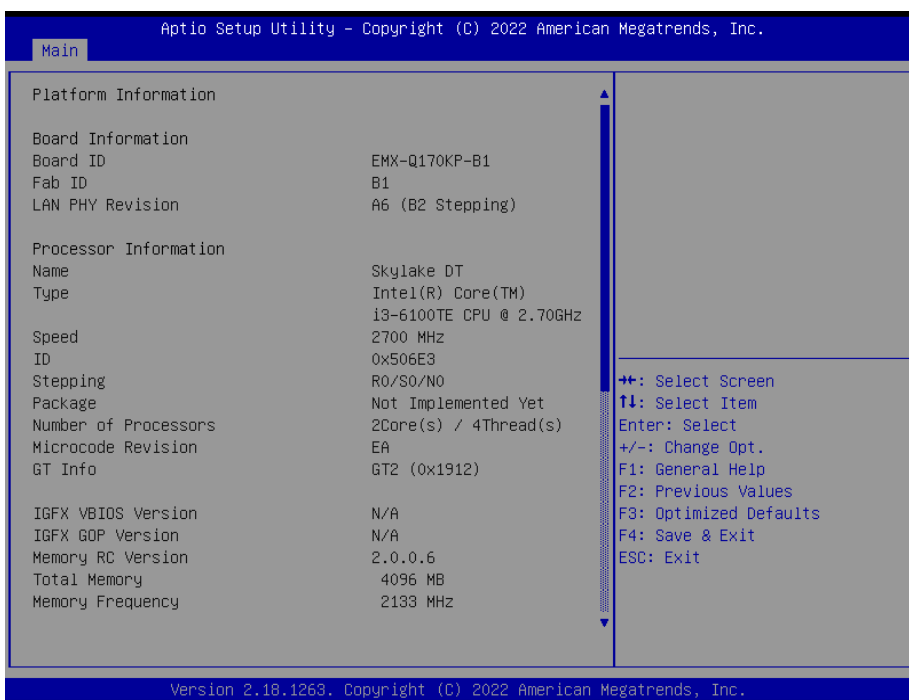 Aptio Setup Utility – Copyright (C) 2022 American Megatrends, Inc.
Main
Platform Information
Board Information
Board ID EMX-Q170KP-B1
Fab ID B1
LAN PHY Revision A6 (B2 Stepping)
Processor Information
Name Skylake DT
Type Intel(R) Core(TM)
i3-6100TE CPU @ 2.70GHz
Speed 2700 MHz
ID 0x506E3
Stepping R0/S0/N0
Package Not Implemented Yet
Number of Processors 2Core(s) / 4Thread(s)
Microcode Revision EA
GT Info GT2 (0x1912)
IGFX VBIOS Version N/A
IGFX GOP Version N/A
Memory RC Version 2.0.0.6
Total Memory 4096 MB
Memory Frequency 2133 MHz
→←: Select Screen
↑↓: Select Item
Enter: Select
+/-: Change Opt.
F1: General Help
F2: Previous Values
F3: Optimized Defaults
F4: Save & Exit
ESC: Exit
Version 2.18.1263. Copyright (C) 2022 American Megatrends, Inc.